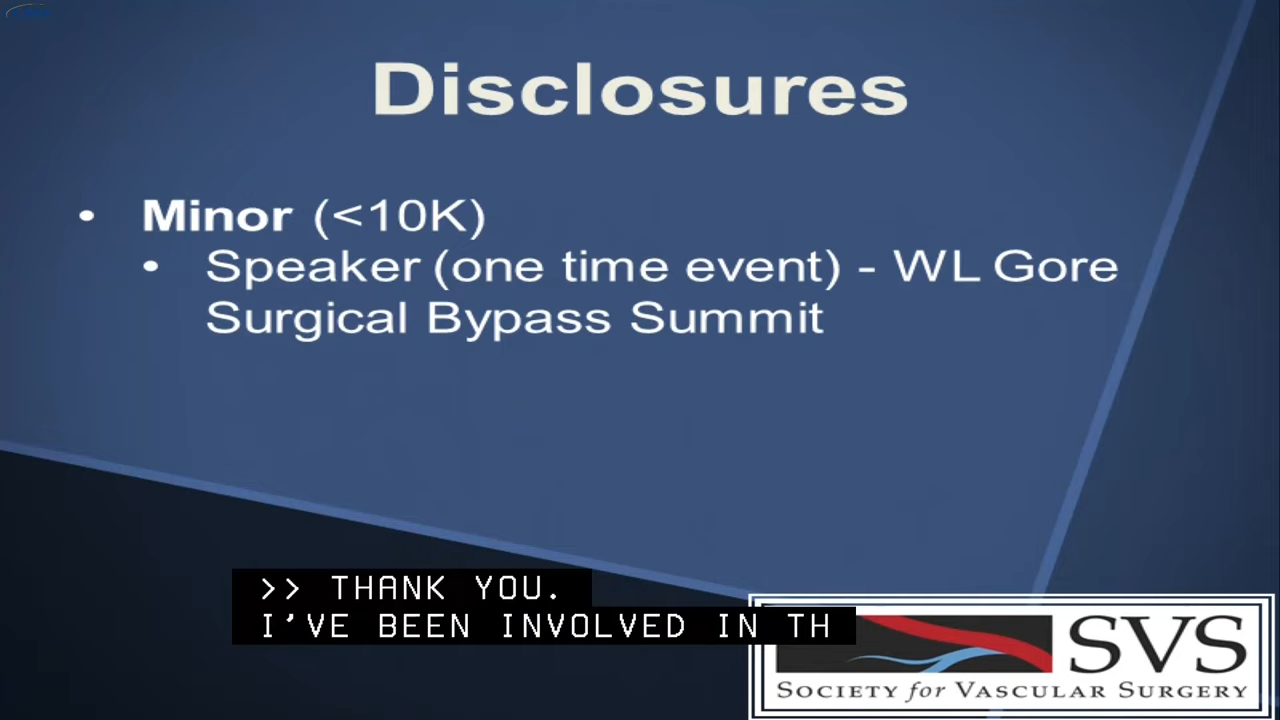 Disclosures
• Minor (<10K)
• Speaker (one time event) - WL Gore
Surgical Bypass Summit
>> THANK YOU.
I'VE BEEN INVOLVED IN TH
SVS
SOCIETY for VASCULAR SURGERY